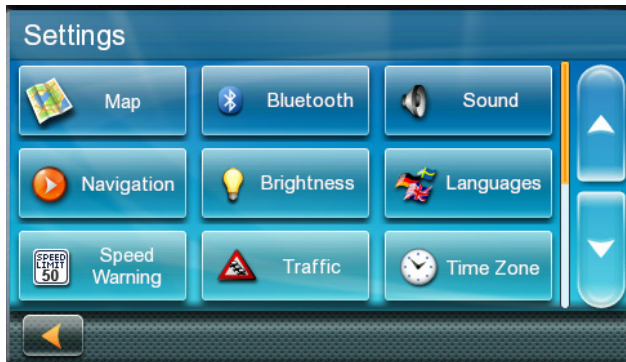 Settings
Map
Bluetooth
Sound
Navigation
Brightness
Languages
SPEED
LIMIT
50
Speed
Warning
Traffic
Time Zone